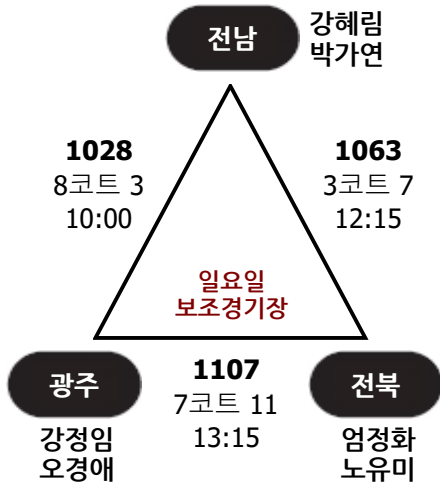 전남
강혜림
박가연
1028
8코트 3
10:00
1063
3코트 7
12:15
일요일
보조경기장
광주
강정임
오경애
1107
7코트 11
13:15
전북
엄정화
노유미